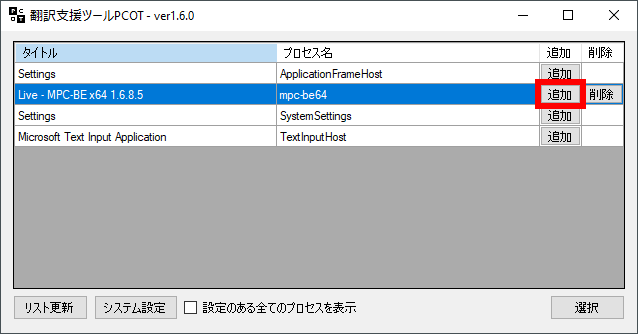 翻訳支援ツールPCOT - ver1.6.0
タイトル プロセス名 追加 削除
Settings ApplicationFrameHost 追加
Live - MPC-BE x64 1.6.8.5 mpc-be64 追加 削除
Settings SystemSettings 追加
Microsoft Text Input Application TextInputHost 追加
リスト更新 システム設定 設定のある全てのプロセスを表示 選択